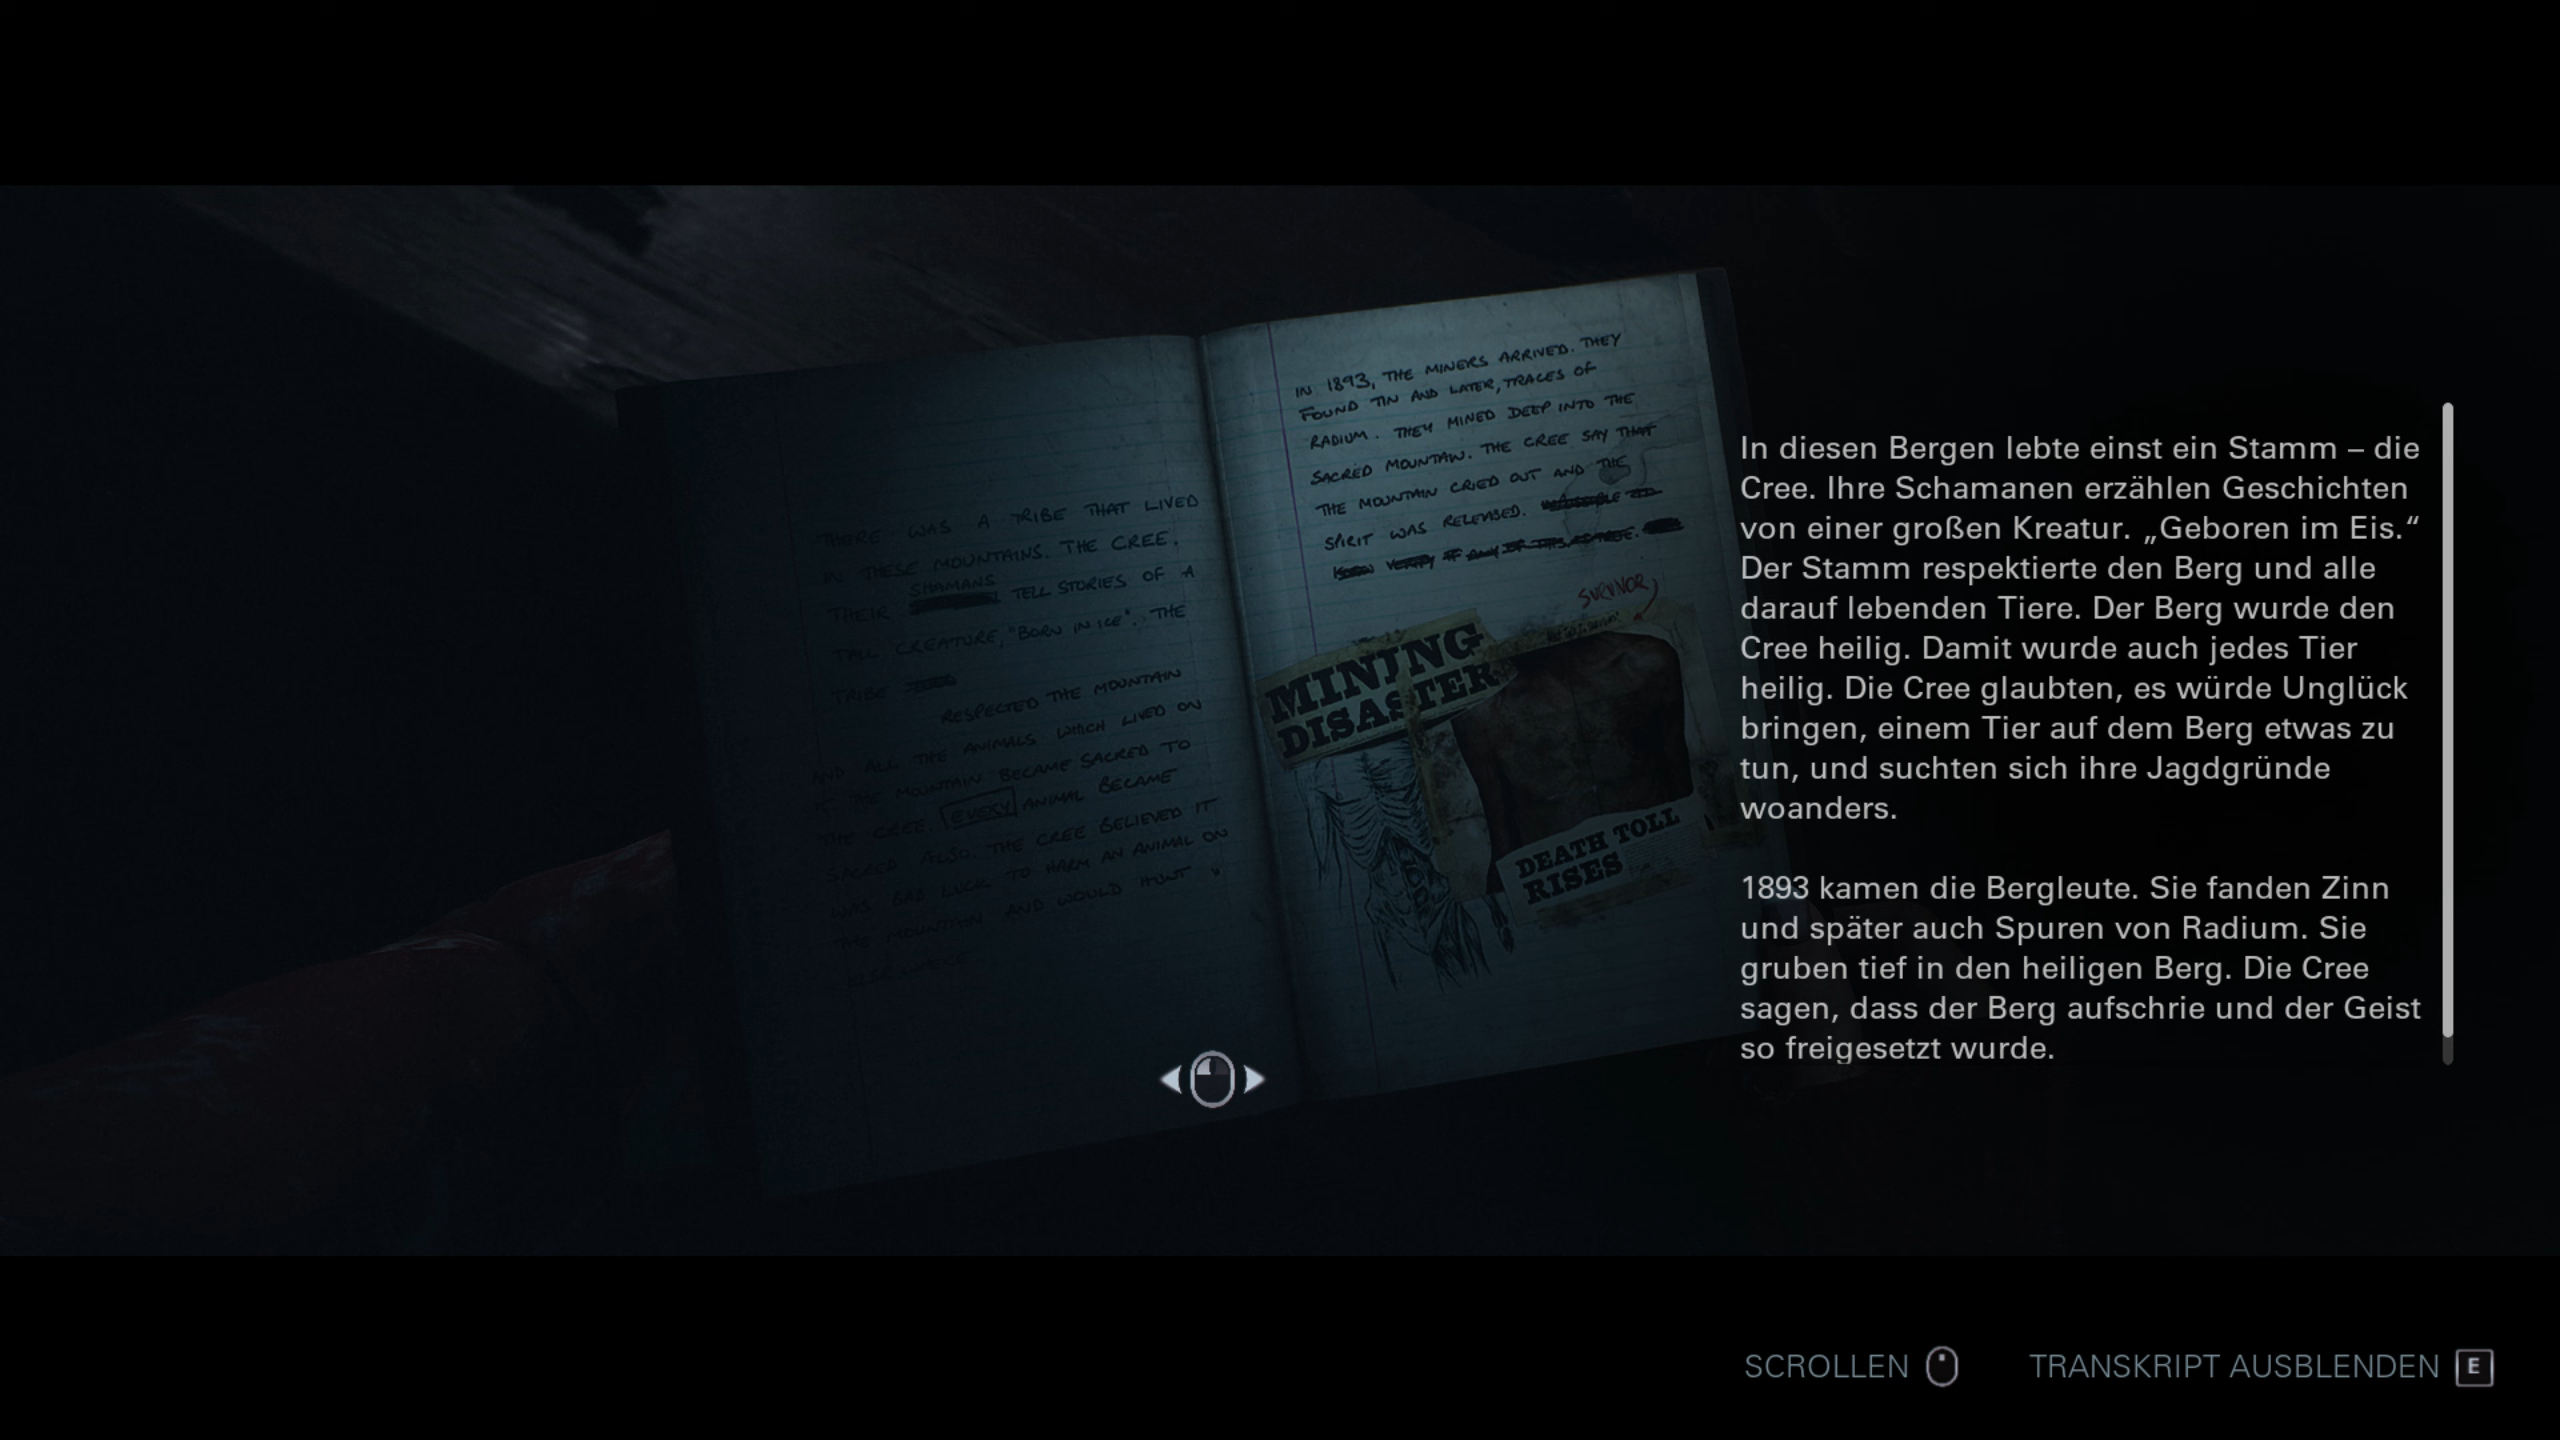 THERE WAS A TRIBE THAT LIVED
IN THESE MOUNTAINS. THE CREE.
SHAMANS
THEIR TELL STORIES OF A
TALL CREATURE, "BORN IN ICE". THE
TRIBE
RESPECTED THE MOUNTAIN
AND ALL THE ANIMALS WHICH LIVED ON
IT. THE MOUNTAIN BECAME SACRED TO
THE CREE. EVERY ANIMAL BECAME
SACRED ALSO. THE CREE BELIEVED IT
WAS BAD LUCK TO HARM AN ANIMAL ON
THE MOUNTAIN AND WOULD HUNT
IN 1893, THE MINERS ARRIVED. THEY
FOUND TIN AND LATER, TRACES OF
RADIUM. THEY MINED DEEP INTO THE
SACRED MOUNTAIN. THE CREE SAY THAT
THE MOUNTAIN CRIED OUT AND THE
SPIRIT WAS RELEASED.
SURVIVOR
MINING
DISASTER
DEATH TOLL
RISES
In diesen Bergen lebte einst ein Stamm – die
Cree. Ihre Schamanen erzählen Geschichten
von einer großen Kreatur. „Geboren im Eis.“
Der Stamm respektierte den Berg und alle
darauf lebenden Tiere. Der Berg wurde den
Cree heilig. Damit wurde auch jedes Tier
heilig. Die Cree glaubten, es würde Unglück
bringen, einem Tier auf dem Berg etwas zu
tun, und suchten sich ihre Jagdgründe
woanders.
1893 kamen die Bergleute. Sie fanden Zinn
und später auch Spuren von Radium. Sie
gruben tief in den heiligen Berg. Die Cree
sagen, dass der Berg aufschrie und der Geist
so freigesetzt wurde.
SCROLLEN TRANSKRIPT AUSBLENDEN E